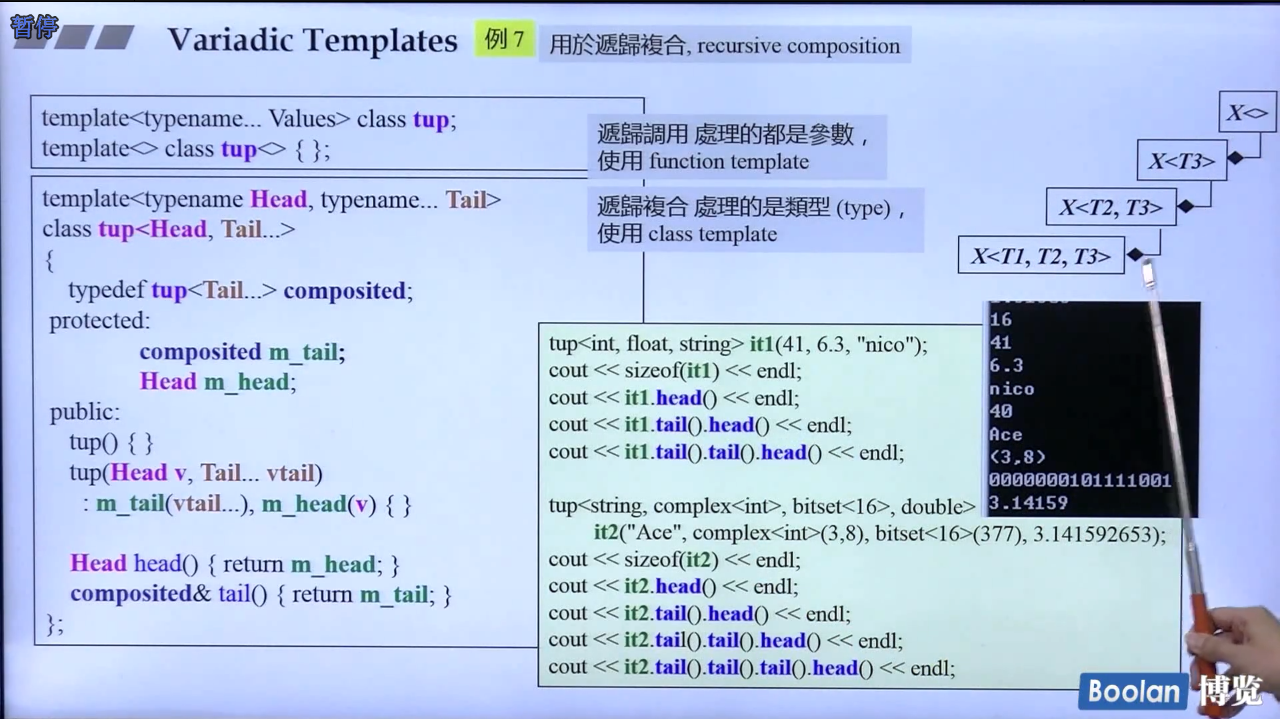 暫停
Variadic Templates
例 7
用於遞歸複合, recursive composition
template<typename... Values> class tup;
template<> class tup<> { };
遞歸調用 處理的都是參數，
使用 function template
template<typename Head, typename... Tail>
class tup<Head, Tail...>
{
typedef tup<Tail...> composited;
protected:
composited m_tail;
Head m_head;
public:
tup() { }
tup(Head v, Tail... vtail)
: m_tail(vtail...), m_head(v) { }
Head head() { return m_head; }
composited& tail() { return m_tail; }
};
遞歸複合 處理的是類型 (type)，
使用 class template
X<>
X<T3>
X<T2, T3>
X<T1, T2, T3>
tup<int, float, string> it1(41, 6.3, "nico");
cout << sizeof(it1) << endl;
cout << it1.head() << endl;
cout << it1.tail().head() << endl;
cout << it1.tail().tail().head() << endl;
tup<string, complex<int>, bitset<16>, double>
it2("Ace", complex<int>(3,8), bitset<16>(377), 3.141592653);
cout << sizeof(it2) << endl;
cout << it2.head() << endl;
cout << it2.tail().head() << endl;
cout << it2.tail().tail().head() << endl;
cout << it2.tail().tail().tail().head() << endl;
16
41
6.3
nico
40
Ace
(3,8)
0000000101111001
3.14159
Boolan 博览